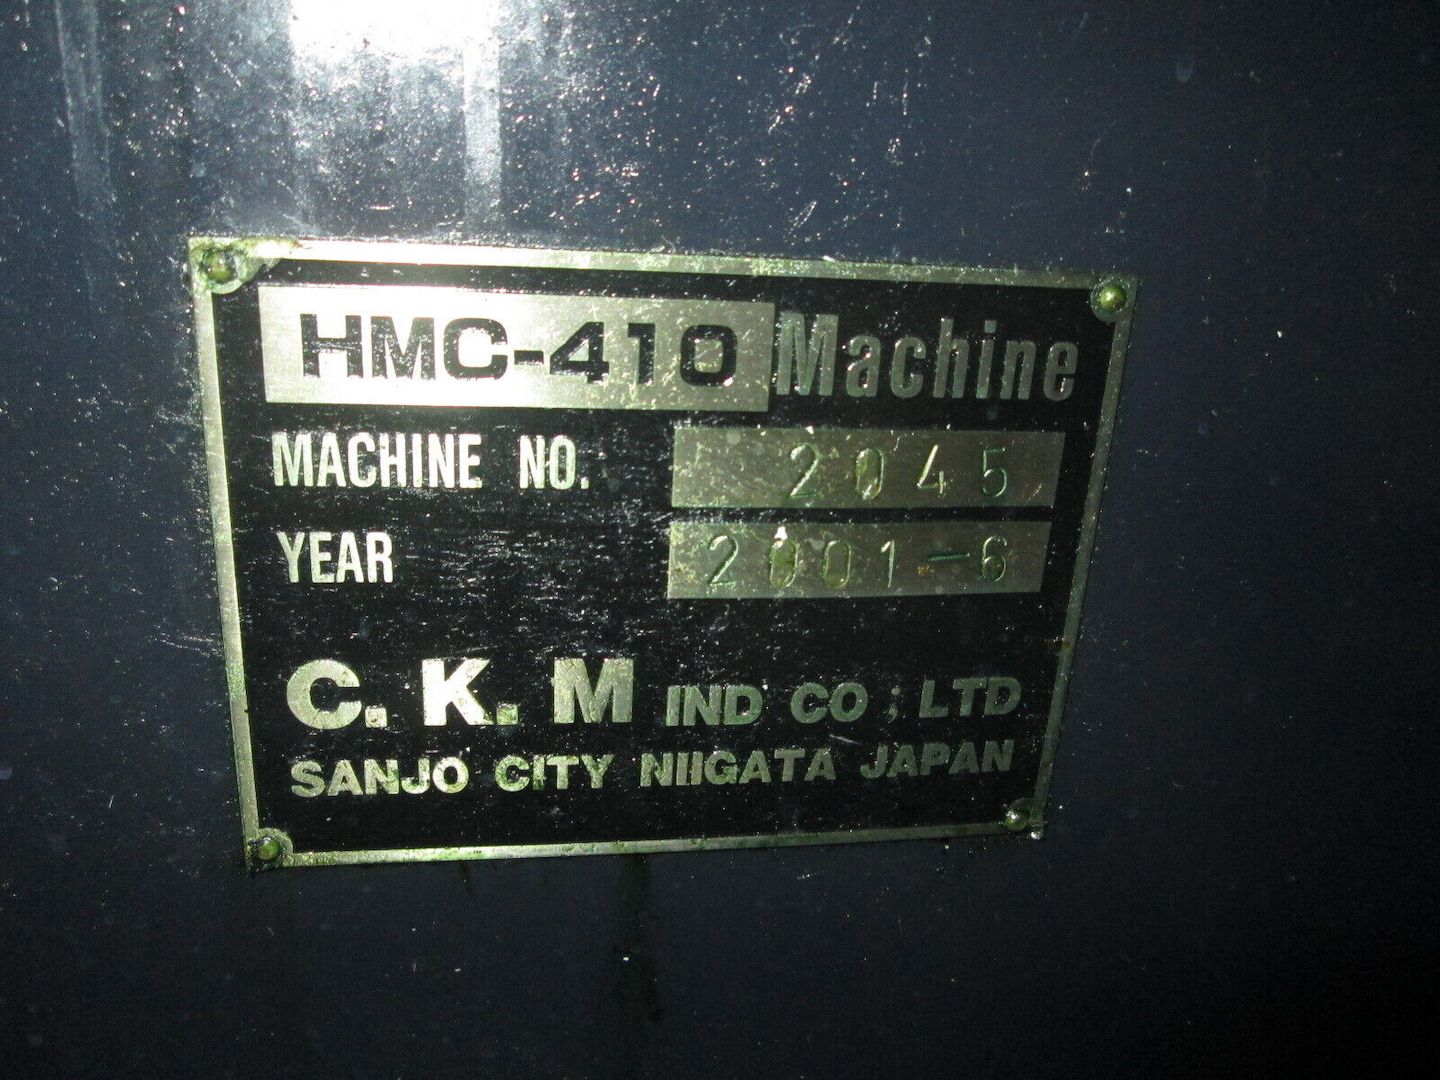 HMC-410 Machine
MACHINE NO. 2045
YEAR 2001-6
C. K. M IND CO ; LTD
SANJO CITY NIIGATA JAPAN